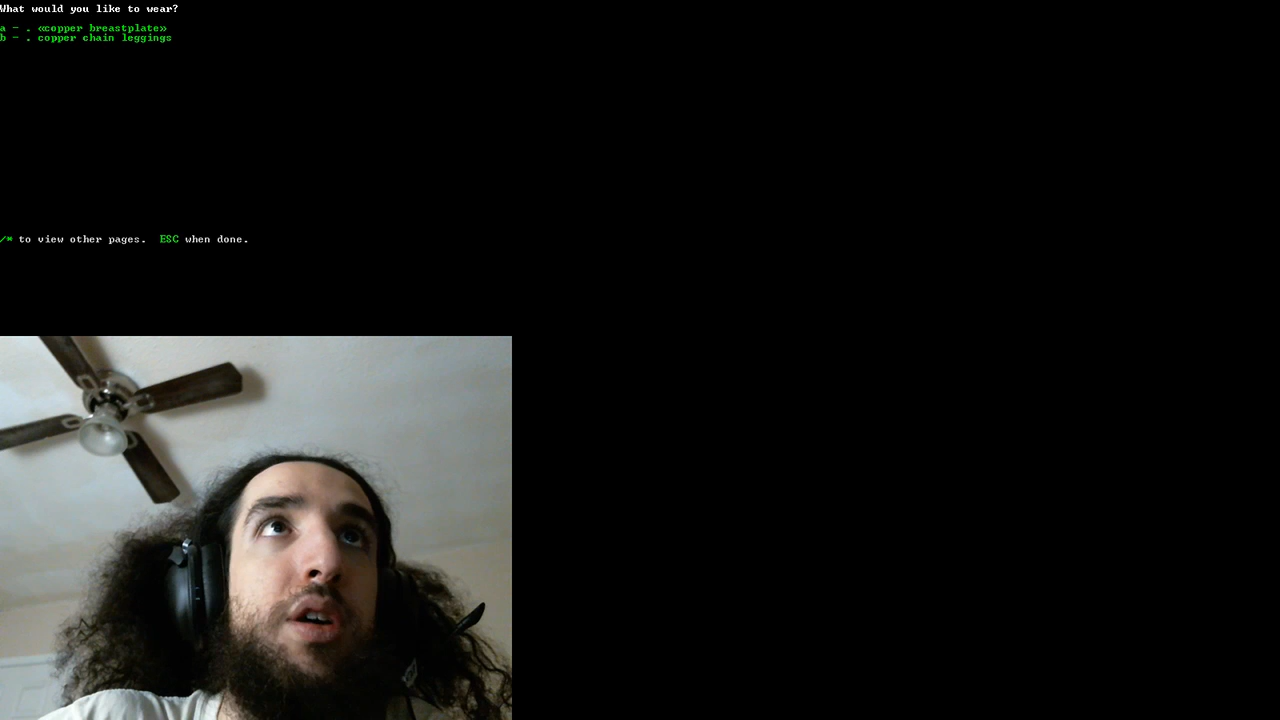 What would you like to wear?
a - . «copper breastplate»
b - . copper chain leggings
/* to view other pages.  ESC when done.